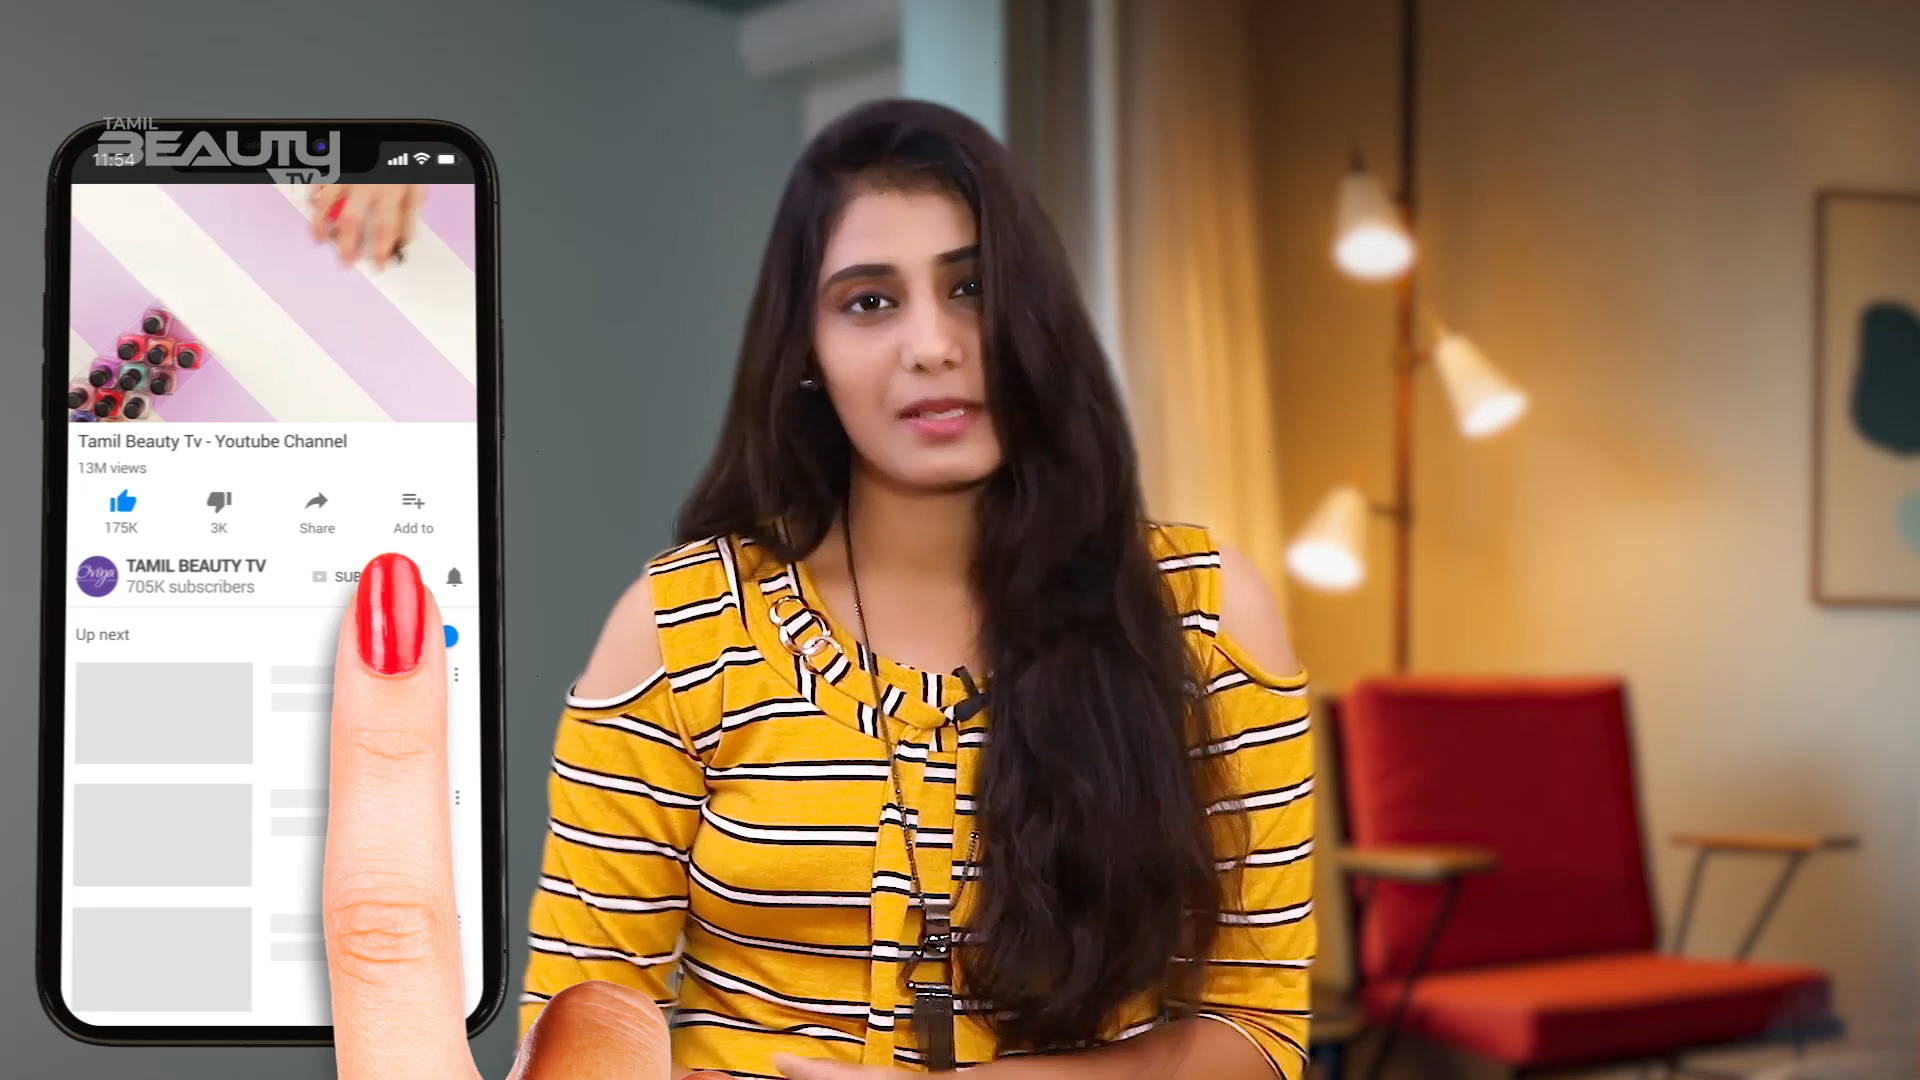 TAMIL
BEAUTY
TV
11:54
Tamil Beauty Tv - Youtube Channel
13M views
175K
3K
Share
Add to
Oviya
TAMIL BEAUTY TV
705K subscribers
SUB
Up next